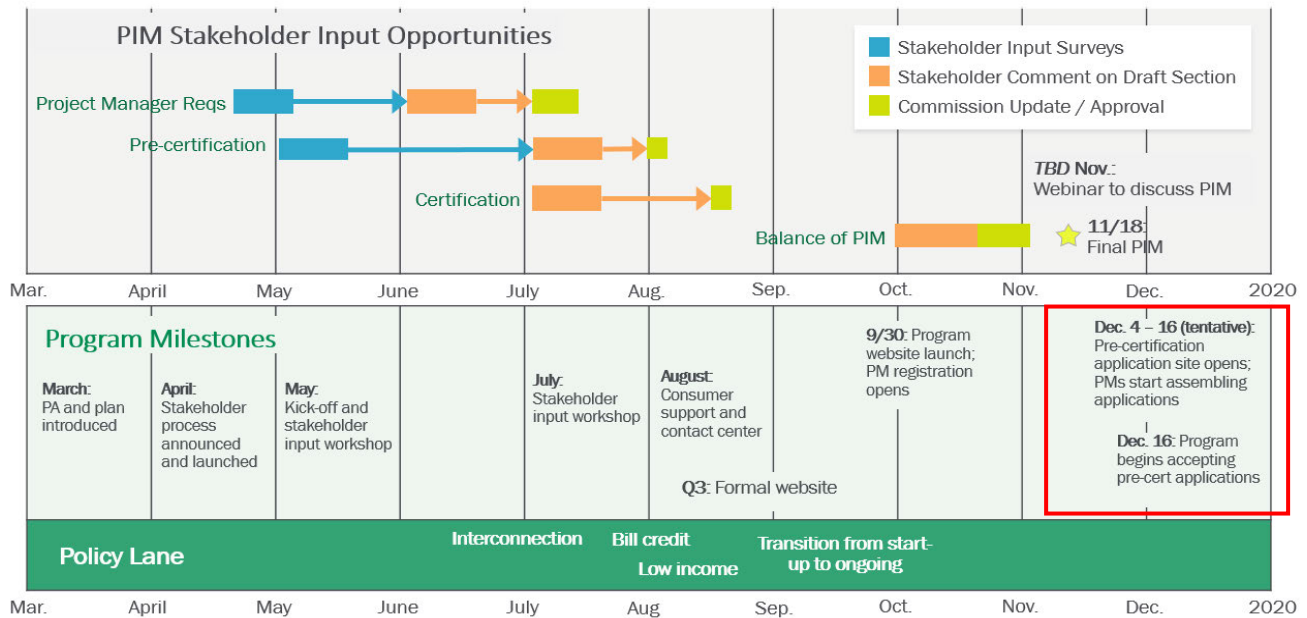 PIM Stakeholder Input Opportunities
Stakeholder Input Surveys
Stakeholder Comment on Draft Section
Commission Update / Approval
Project Manager Reqs
Pre-certification
Certification
Balance of PIM
TBD Nov.:
Webinar to discuss PIM
11/18:
Final PIM
Mar. April May June July Aug. Sep. Oct. Nov. Dec. 2020
Program Milestones
March:
PA and plan
introduced
April:
Stakeholder
process
announced
and launched
May:
Kick-off and
stakeholder
input workshop
July:
Stakeholder
input workshop
August:
Consumer
support and
contact center
Q3: Formal website
9/30: Program
website launch;
PM registration
opens
Dec. 4 – 16 (tentative):
Pre-certification
application site opens;
PMs start assembling
applications
Dec. 16: Program
begins accepting
pre-cert applications
Policy Lane
Interconnection
Bill credit
Low income
Transition from start-
up to ongoing
Mar. April May June July Aug Sep. Oct. Nov. Dec. 2020